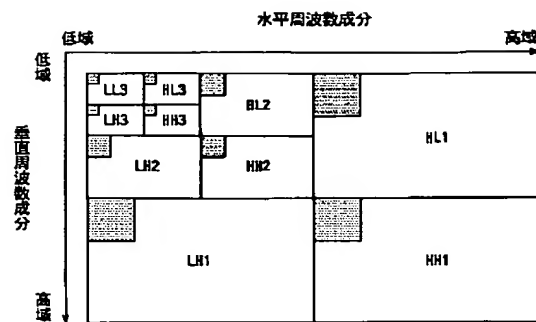 水平周波数成分
低域 高域
低域
垂直周波数成分
高域
LL3 HL3 HL2 HL1
LH3 HH3
LH2 HH2
LH1 HH1